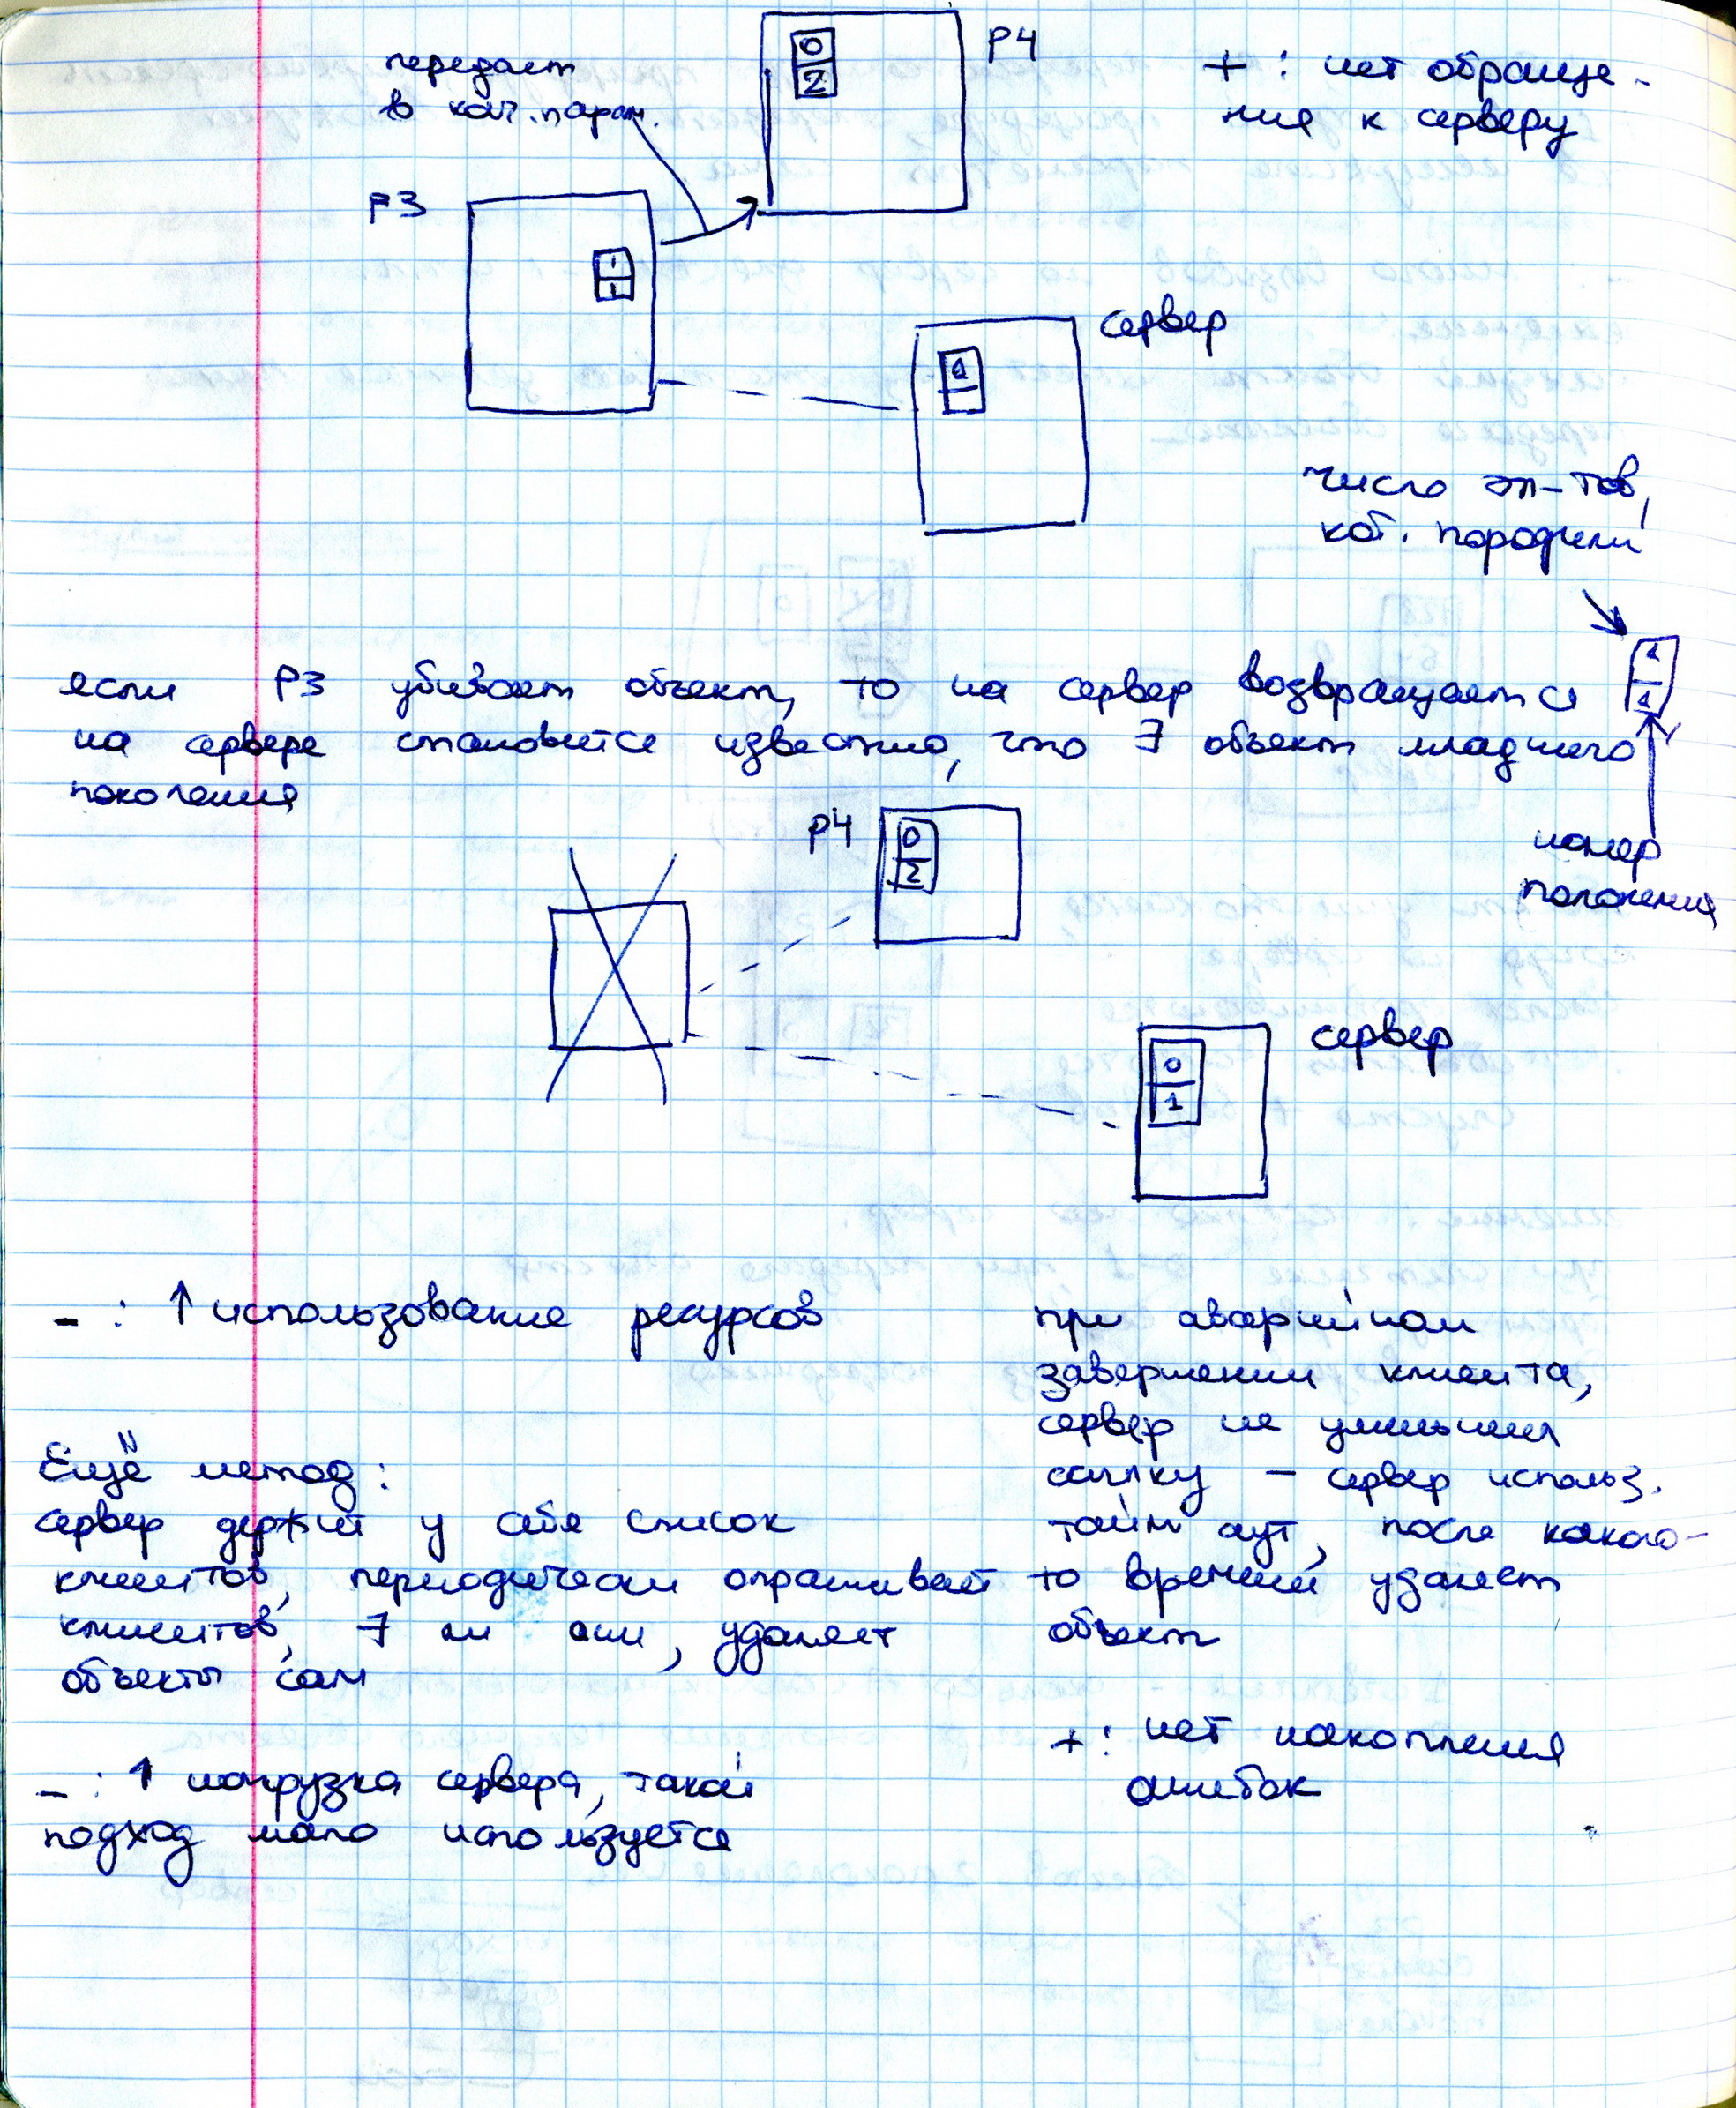 передает
в кач. парам.
P4
0
2
+ : нет обраще-
ния к серверу
P3
1
1
сервер
1
число эл-тов,
кот. породили
1
1
если P3 убивает объект, то на сервер возвращается
на сервере становится известно, что ∃ объект младшего
поколения
номер
поколения
P4
0
2
сервер
0
1
- : ↑ использование ресурсов
Ещё метод:
сервер держит у себя список
клиентов, периодически опрашивает
клиентов, ∃ ли они, удаляет
объекты сам
- : ↑ нагрузка сервера, такой
подход мало используется
при аварийном
завершении клиента,
сервер не уменьшил
ссылку - сервер использ.
тайм аут, после какого-
то времени удаляет
объект
+ : нет накопления
ошибок